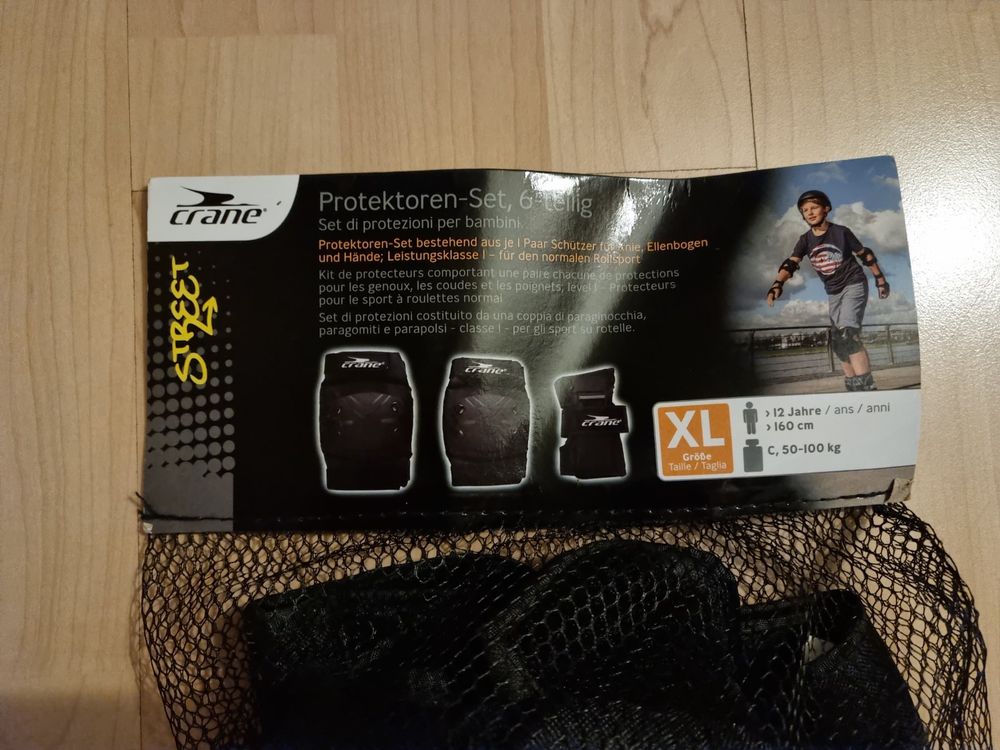 crane
STREET
Protektoren-Set, 6-teilig
Set di protezioni per bambini
Protektoren-Set bestehend aus je 1 Paar Schützer für Knie, Ellenbogen
und Hände; Leistungsklasse 1 - für den normalen Rollsport
Kit de protecteurs comportant une paire chacune de protections
pour les genoux, les coudes et les poignets, level 1 - Protecteurs
pour le sport à roulettes normal
Set di protezioni costituito da una coppia di paraginocchia,
paragomiti e parapolsi - classe 1 - per gli sport su rotelle.
crane
crane
crane
XL
Größe
Taille / Taglia
> 12 Jahre / ans / anni
> 160 cm
C, 50-100 kg